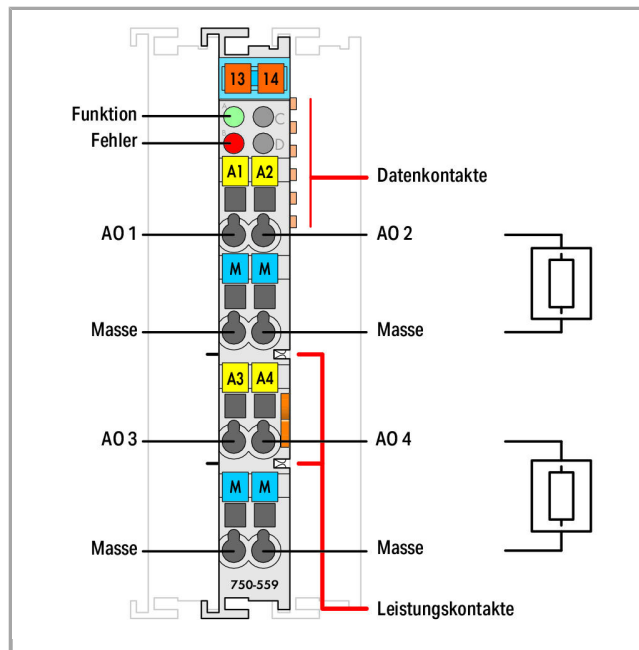 13 14
Funktion
A C
Fehler
D
A1 A2
Datenkontakte
AO 1
AO 2
M M
Masse
Masse
A3 A4
AO 3
AO 4
M M
Masse
Masse
750-559
Leistungskontakte